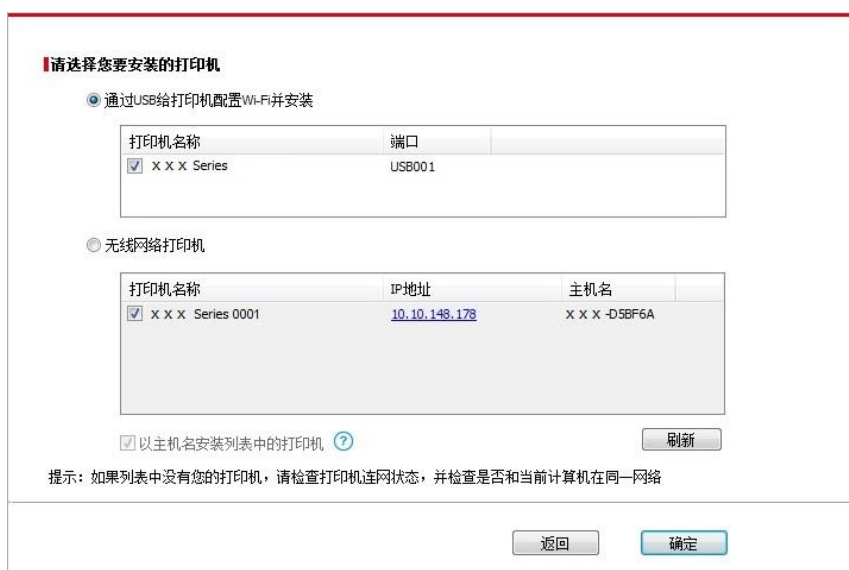 请选择您要安装的打印机
通过USB给打印机配置Wi-Fi并安装
打印机名称 端口
X X X Series USB001
无线网络打印机
打印机名称 IP地址 主机名
X X X Series 0001 10.10.148.178 X X X -D5BF6A
以主机名安装列表中的打印机 ?
刷新
提示：如果列表中没有您的打印机，请检查打印机连网状态，并检查是否和当前计算机在同一网络
返回 确定